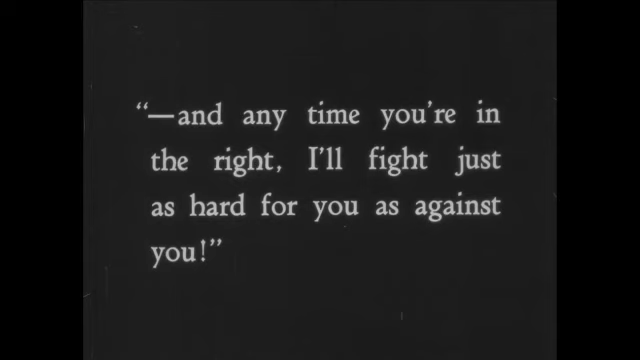 “—and any time you're in
the right, I'll fight just
as hard for you as against
you!”